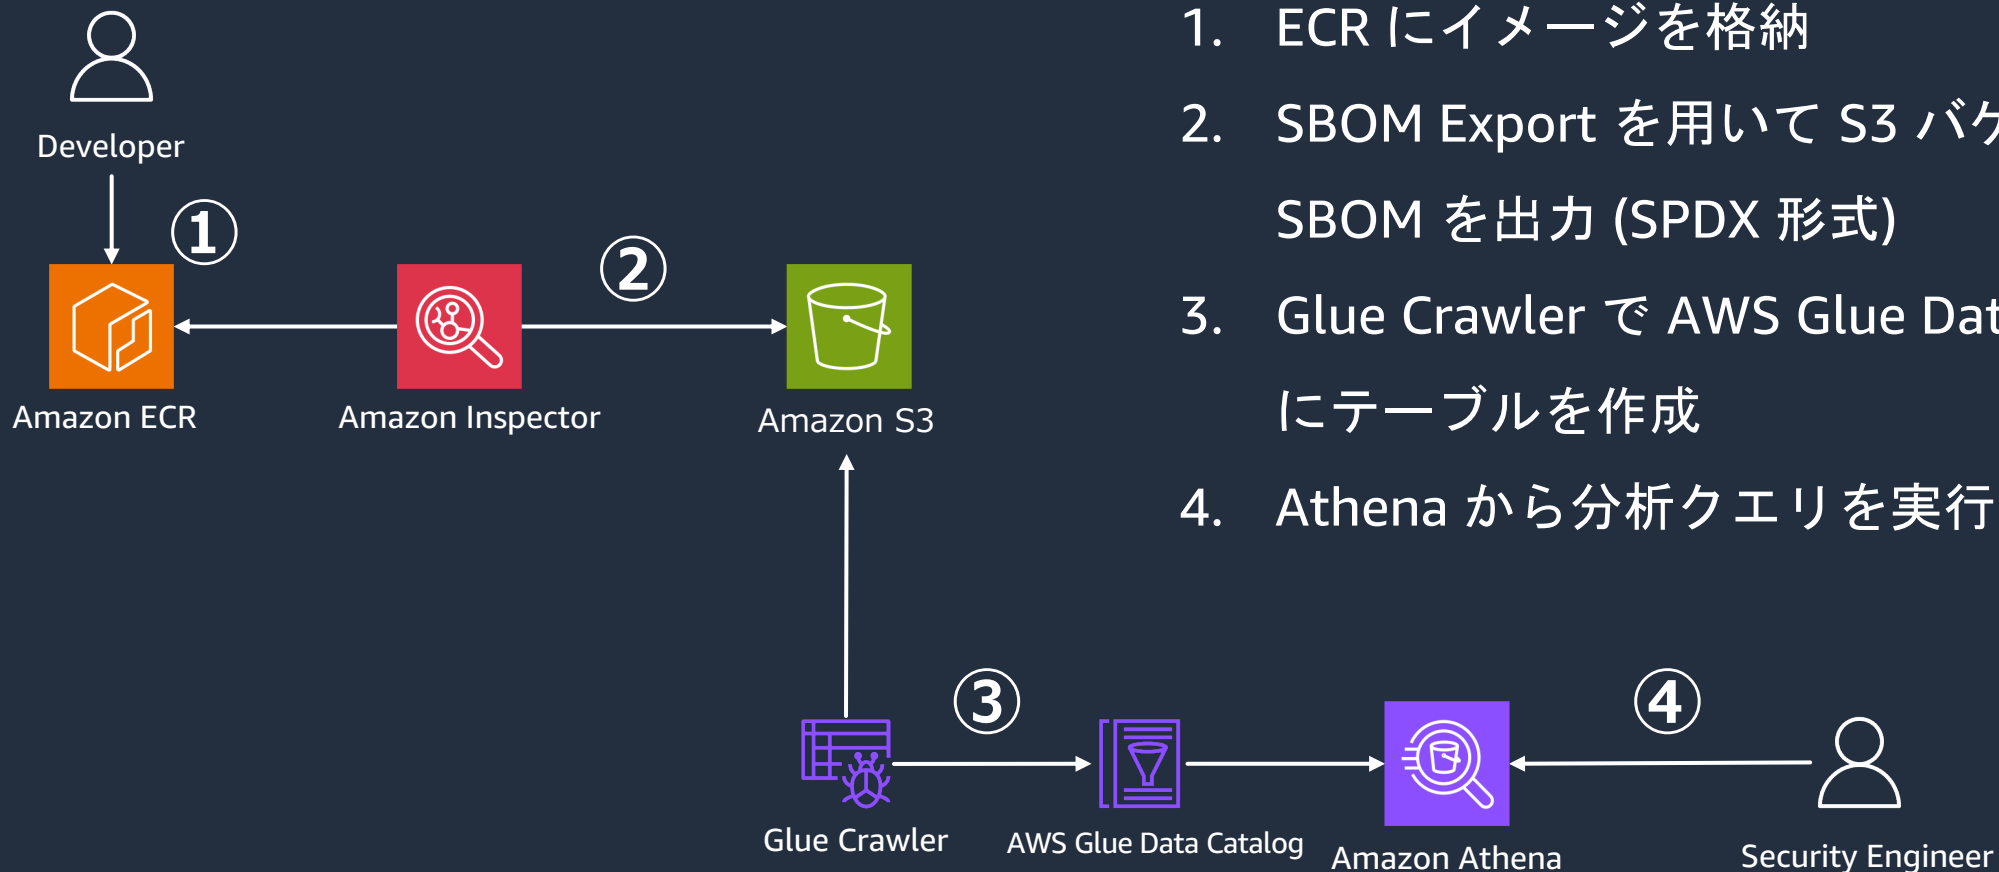 1. ECR にイメージを格納
2. SBOM Export を用いて S3
SBOM を出力 (SPDX 形式)
3. Glue Crawler で AWS Glue
にテーブルを作成
4. Athena から分析クエリを実行
Developer
①
②
Amazon ECR
Amazon Inspector
Amazon S3
③
④
Glue Crawler
AWS Glue Data Catalog
Amazon Athena
Security Engineer